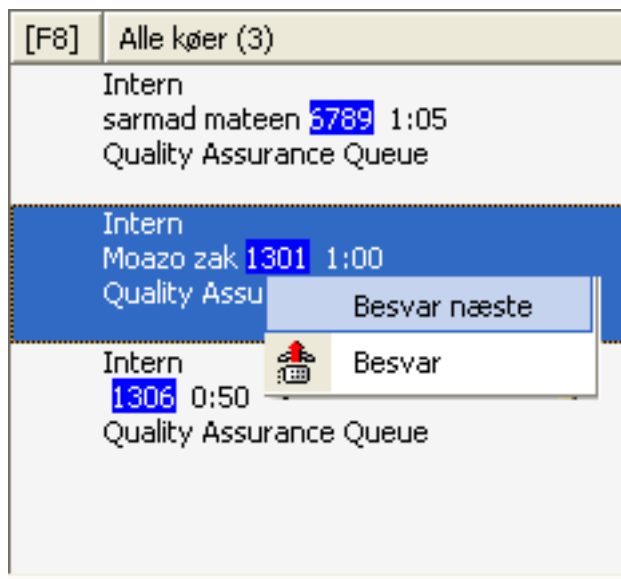 [F8] Alle køer (3)
Intern
sarmad mateen 6789 1:05
Quality Assurance Queue
Intern
Moazo zak 1301 1:00
Quality Assu
Besvar næste
Besvar
Intern
1306 0:50
Quality Assurance Queue